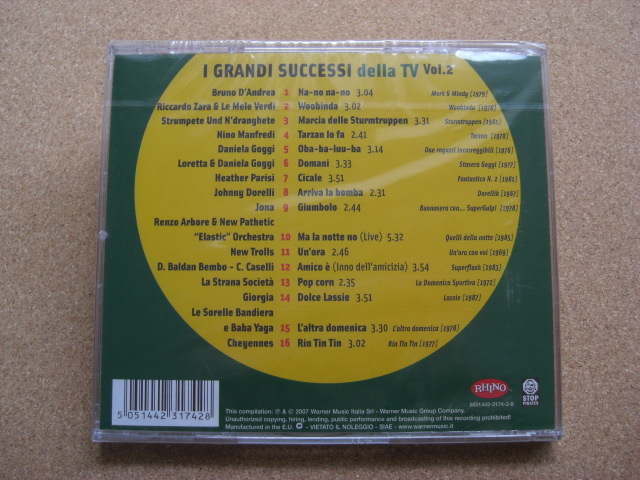 I GRANDI SUCCESSI della TV Vol.2
Bruno D'Andrea 1 Na-no na-no 3.04 Mork & Mindy [1979]
Riccardo Zara & Le Mele Verdi 2 Woobinda 3.02 Woobinda [1978]
Strumpete Und N'dranghete 3 Marcia delle Sturmtruppen 3.31 Sturmtruppen [1981]
Nino Manfredi 4 Tarzan lo fa 2.41 Tarzan [1978]
Daniela Goggi 5 Oba-ba-luu-ba 3.14 Due ragazzi incorreggibili [1976]
Loretta & Daniela Goggi 6 Domani 3.33 Stasera Goggi [1977]
Heather Parisi 7 Cicale 3.51 Fantastico N. 2 [1981]
Johnny Dorelli 8 Arriva la bomba 2.31 Dorellik [1967]
Jona 9 Giumbolo 2.44 Buonasera con... SuperGulp! [1978]
Renzo Arbore & New Pathetic
"Elastic" Orchestra 10 Ma la notte no (Live) 5.32 Quelli della notte [1985]
New Trolls 11 Un'ora 2.46 Un'ora con voi [1969]
D. Baldan Bembo - C. Caselli 12 Amico è (Inno dell'amicizia) 3.54 Superflash [1983]
La Strana Società 13 Pop corn 2.35 La Domenica Sportiva [1972]
Giorgia 14 Dolce Lassie 3.51 Lassie [1987]
Le Sorelle Bandiera
e Baba Yaga 15 L'altra domenica 3.30 L'altra domenica [1978]
Cheyennes 16 Rin Tin Tin 3.02 Rin Tin Tin [1977]
RHINO
STOP
PIRATES
5051442-3174-2-8
5 051442 317428
This compilation: ℗ & © 2007 Warner Music Italia Srl - Warner Music Group Company.
Unauthorized copying, hiring, lending, public performance and broadcasting of this recording prohibited!
Manufactured in the E.U. - VIETATO IL NOLEGGIO - SIAE - www.warnermusic.it